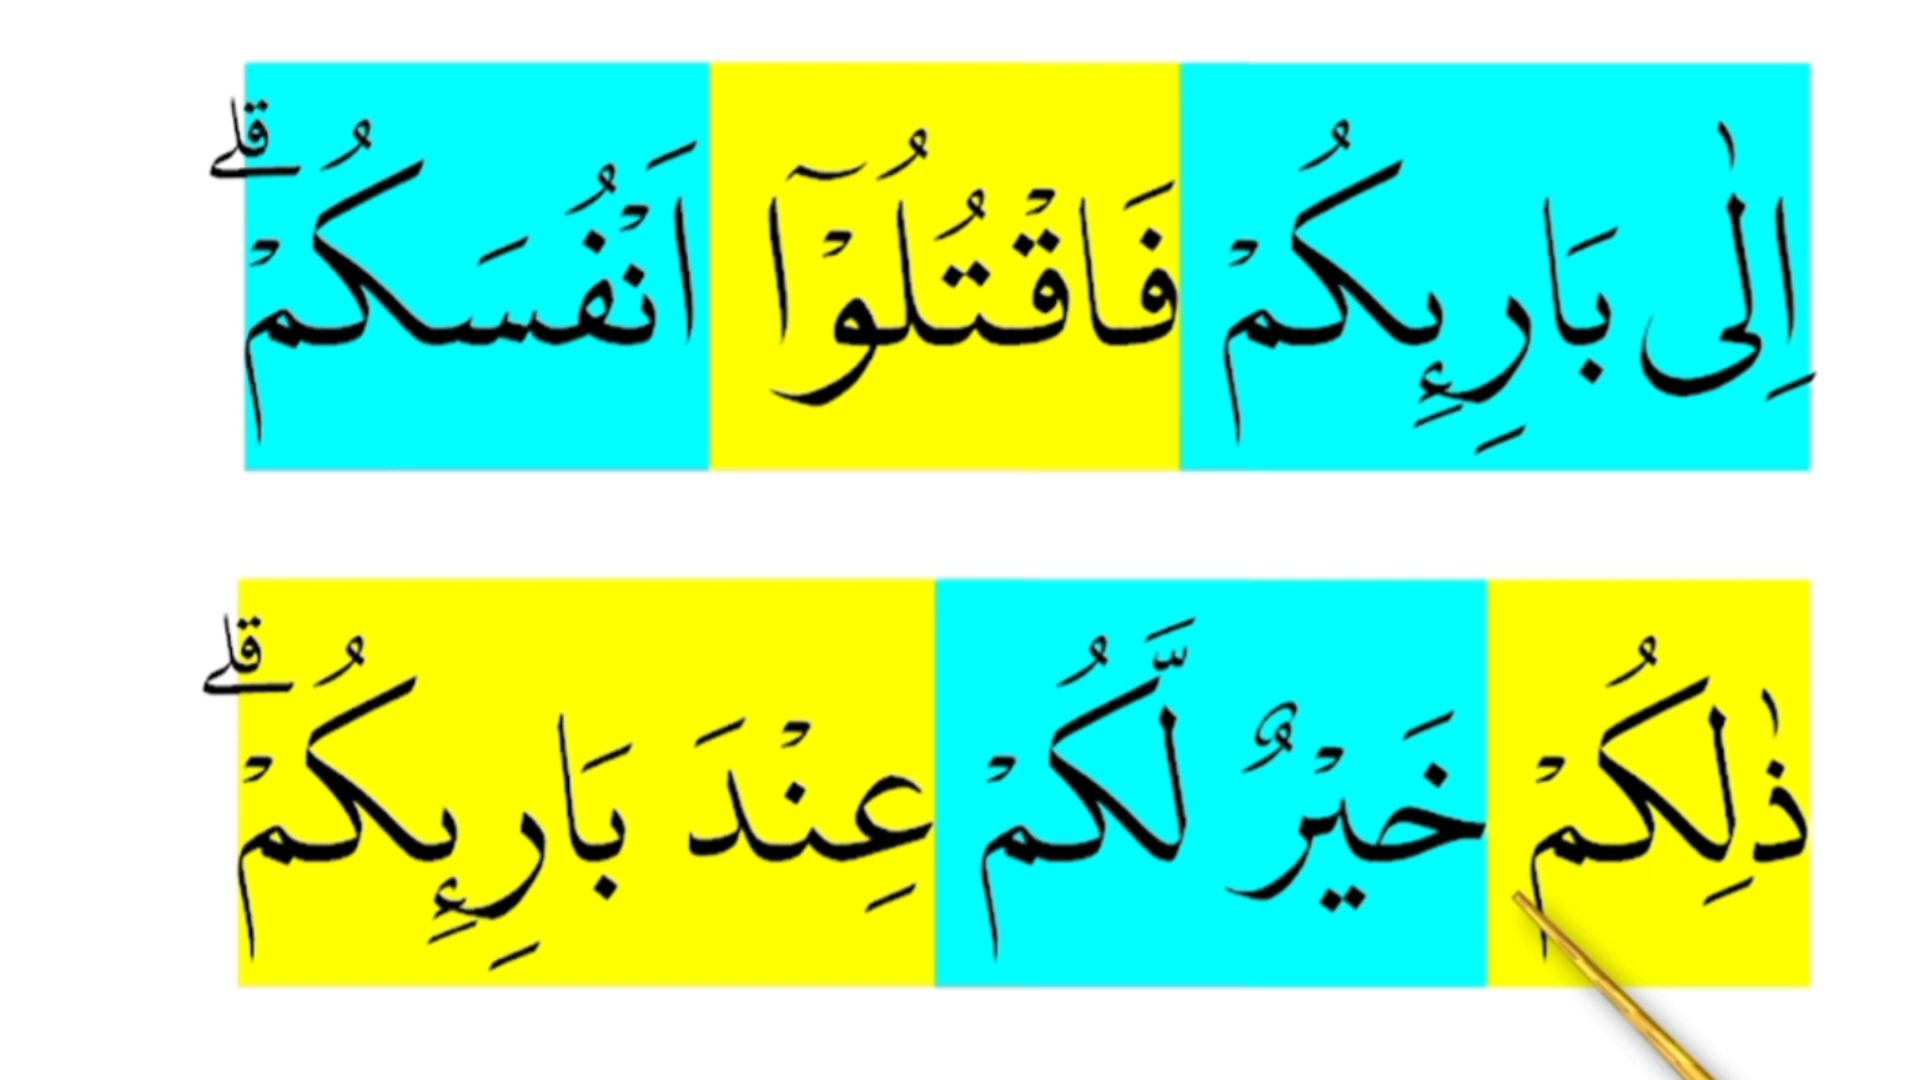 اِلٰى بَارِىِٕكُمْ فَاقْتُلُوْٓا اَنْفُسَكُمْ ۗ
ذٰلِكُمْ خَيْرٌ لَّكُمْ عِنْدَ بَارِىِٕكُمْ ۗ